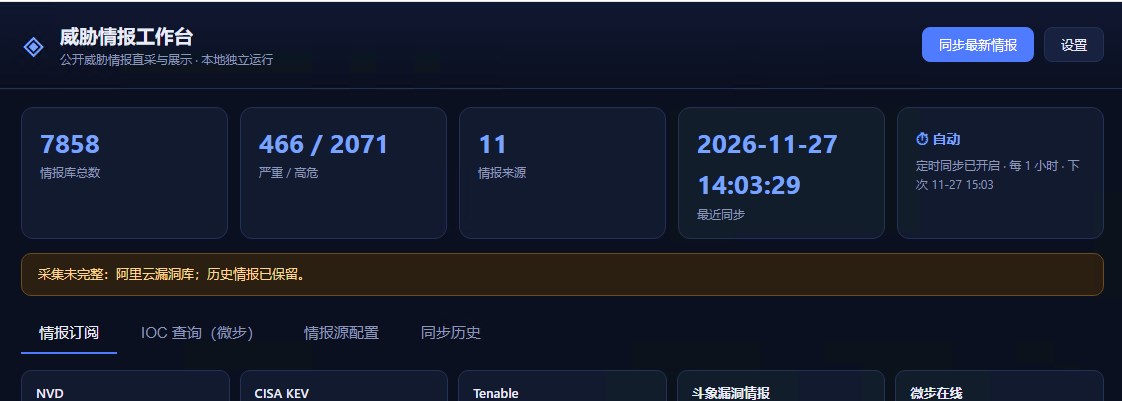 威胁情报工作台
公开威胁情报直采与展示 · 本地独立运行
同步最新情报
设置
7858
情报库总数
466 / 2071
严重 / 高危
11
情报来源
2026-11-27
14:03:29
最近同步
⏱ 自动
定时同步已开启 · 每 1 小时 · 下
次 11-27 15:03
采集未完整：阿里云漏洞库；历史情报已保留。
情报订阅
IOC 查询（微步）
情报源配置
同步历史
NVD
CISA KEV
Tenable
斗象漏洞情报
微步在线